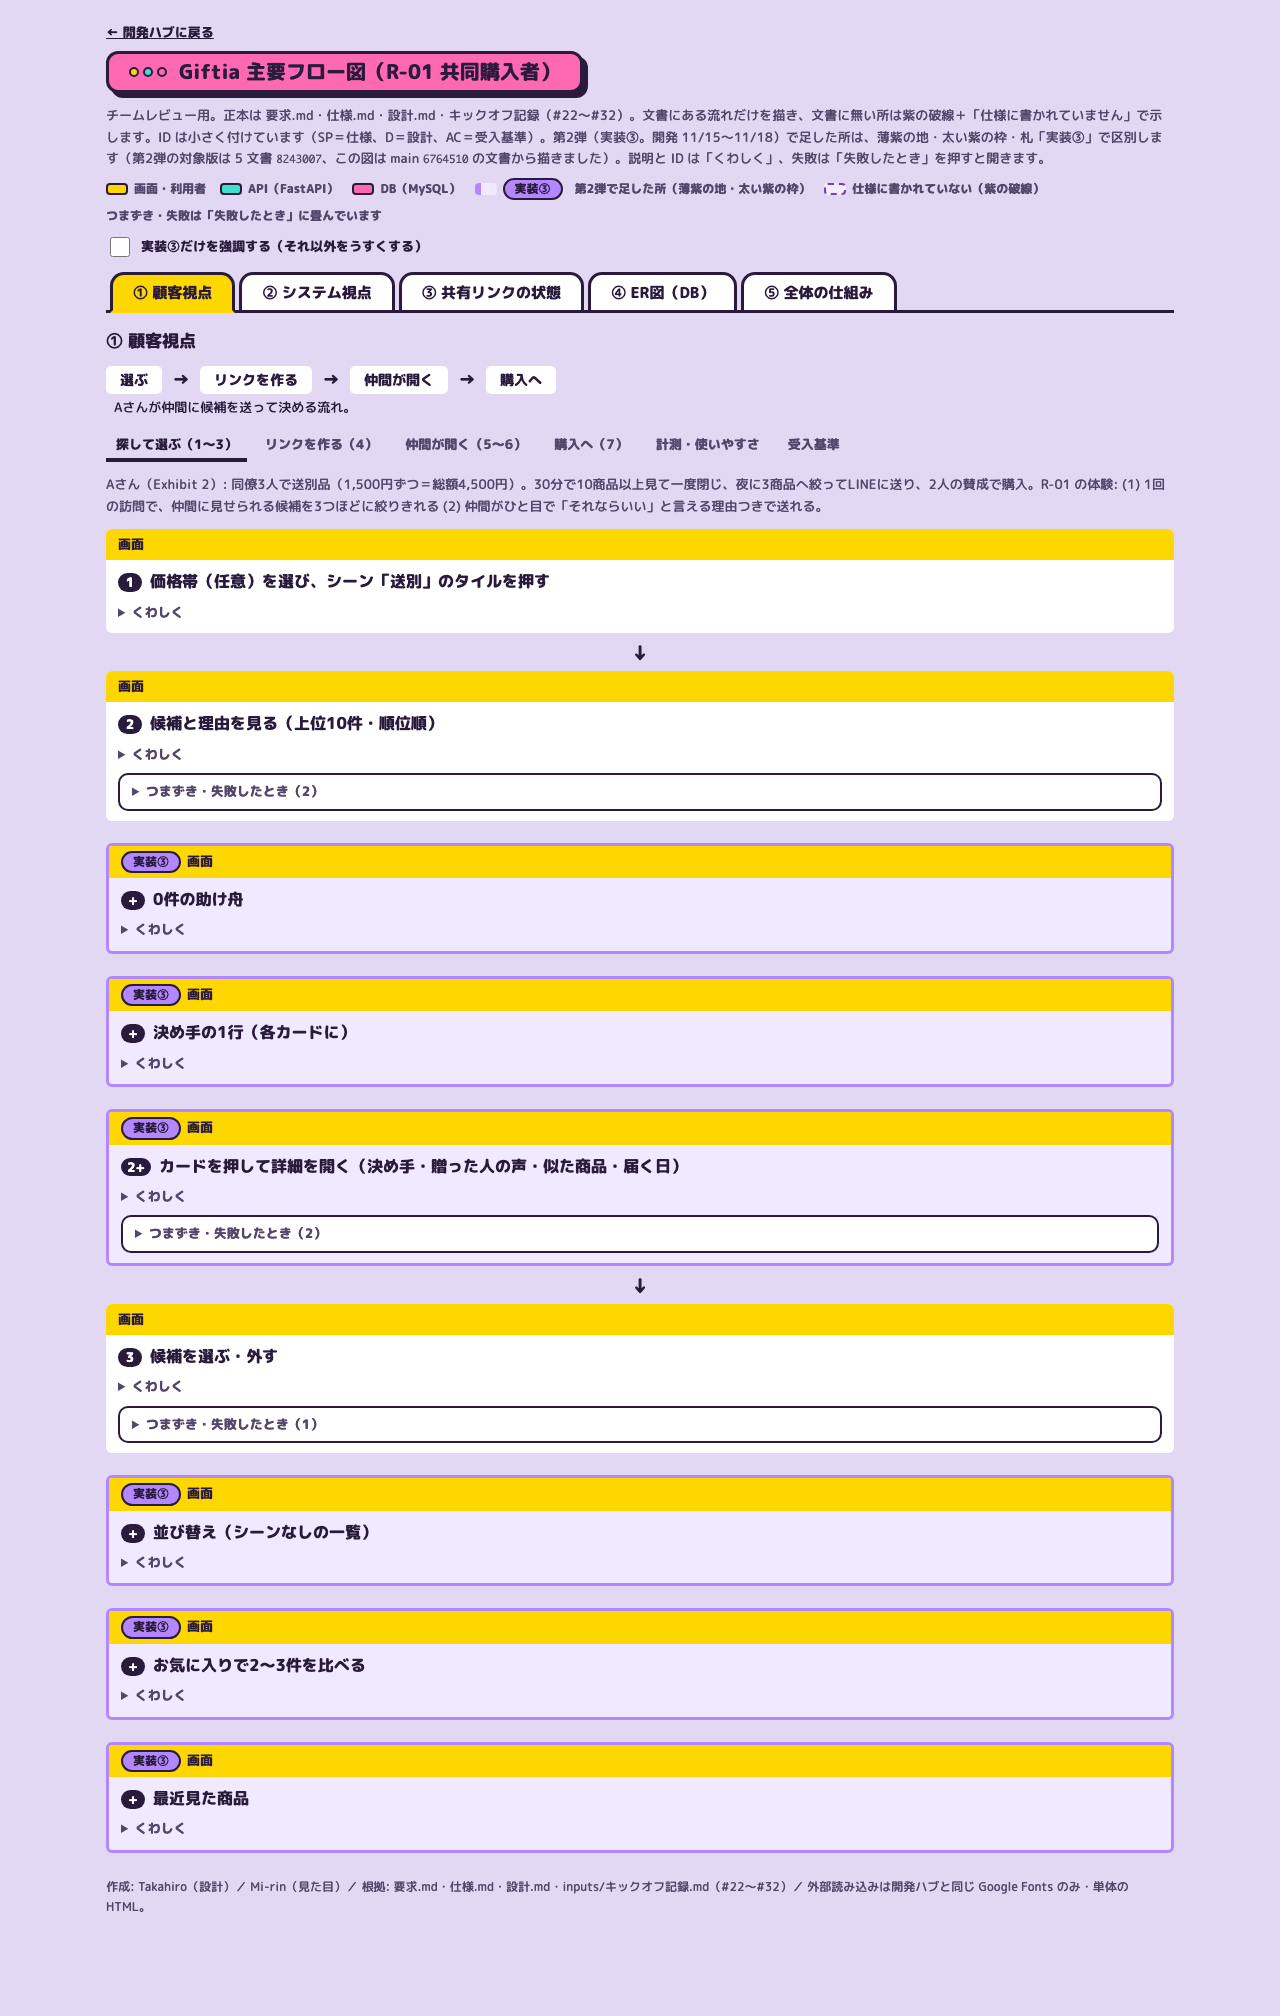 ← 開発ハブに戻る
Giftia 主要フロー図（R-01 共同購入者）
チームレビュー用。正本は 要求.md・仕様.md・設計.md・キックオフ記録（#22〜#32）。文書にある流れだけを描き、文書に無い所は紫の破線＋「仕様に書かれていません」で示
します。ID は小さく付けています（SP＝仕様、D＝設計、AC＝受入基準）。第2弾（実装③。開発 11/15〜11/18）で足した所は、薄紫の地・太い紫の枠・札「実装③」で区別しま
す（第2弾の対象版は 5 文書 8243007、この図は main 6764510 の文書から描きました）。説明と ID は「くわしく」、失敗は「失敗したとき」を押すと開きます。
画面・利用者 API（FastAPI） DB（MySQL） 実装③ 第2弾で足した所（薄紫の地・太い紫の枠） 仕様に書かれていない（紫の破線）
つまずき・失敗は「失敗したとき」に畳んでいます
実装③だけを強調する（それ以外をうすくする）
① 顧客視点 ② システム視点 ③ 共有リンクの状態 ④ ER図（DB） ⑤ 全体の仕組み
① 顧客視点
選ぶ → リンクを作る → 仲間が開く → 購入へ
Aさんが仲間に候補を送って決める流れ。
探して選ぶ（1〜3） リンクを作る（4） 仲間が開く（5〜6） 購入へ（7） 計測・使いやすさ 受入基準
Aさん（Exhibit 2）: 同僚3人で送別品（1,500円ずつ＝総額4,500円）。30分で10商品以上見て一度閉じ、夜に3商品へ絞ってLINEに送り、2人の賛成で購入。R-01 の体験: (1) 1回
の訪問で、仲間に見せられる候補を3つほどに絞りきれる (2) 仲間がひと目で「それならいい」と言える理由つきで送れる。
画面
1 価格帯（任意）を選び、シーン「送別」のタイルを押す
▶ くわしく
↓
画面
2 候補と理由を見る（上位10件・順位順）
▶ くわしく
▶ つまずき・失敗したとき（2）
実装③ 画面
+ 0件の助け舟
▶ くわしく
実装③ 画面
+ 決め手の1行（各カードに）
▶ くわしく
実装③ 画面
2+ カードを押して詳細を開く（決め手・贈った人の声・似た商品・届く日）
▶ くわしく
▶ つまずき・失敗したとき（2）
↓
画面
3 候補を選ぶ・外す
▶ くわしく
▶ つまずき・失敗したとき（1）
実装③ 画面
+ 並び替え（シーンなしの一覧）
▶ くわしく
実装③ 画面
+ お気に入りで2〜3件を比べる
▶ くわしく
実装③ 画面
+ 最近見た商品
▶ くわしく
作成: Takahiro（設計）／ Mi-rin（見た目）／ 根拠: 要求.md・仕様.md・設計.md・inputs/キックオフ記録.md（#22〜#32）／ 外部読み込みは開発ハブと同じ Google Fonts のみ・単体の
HTML。